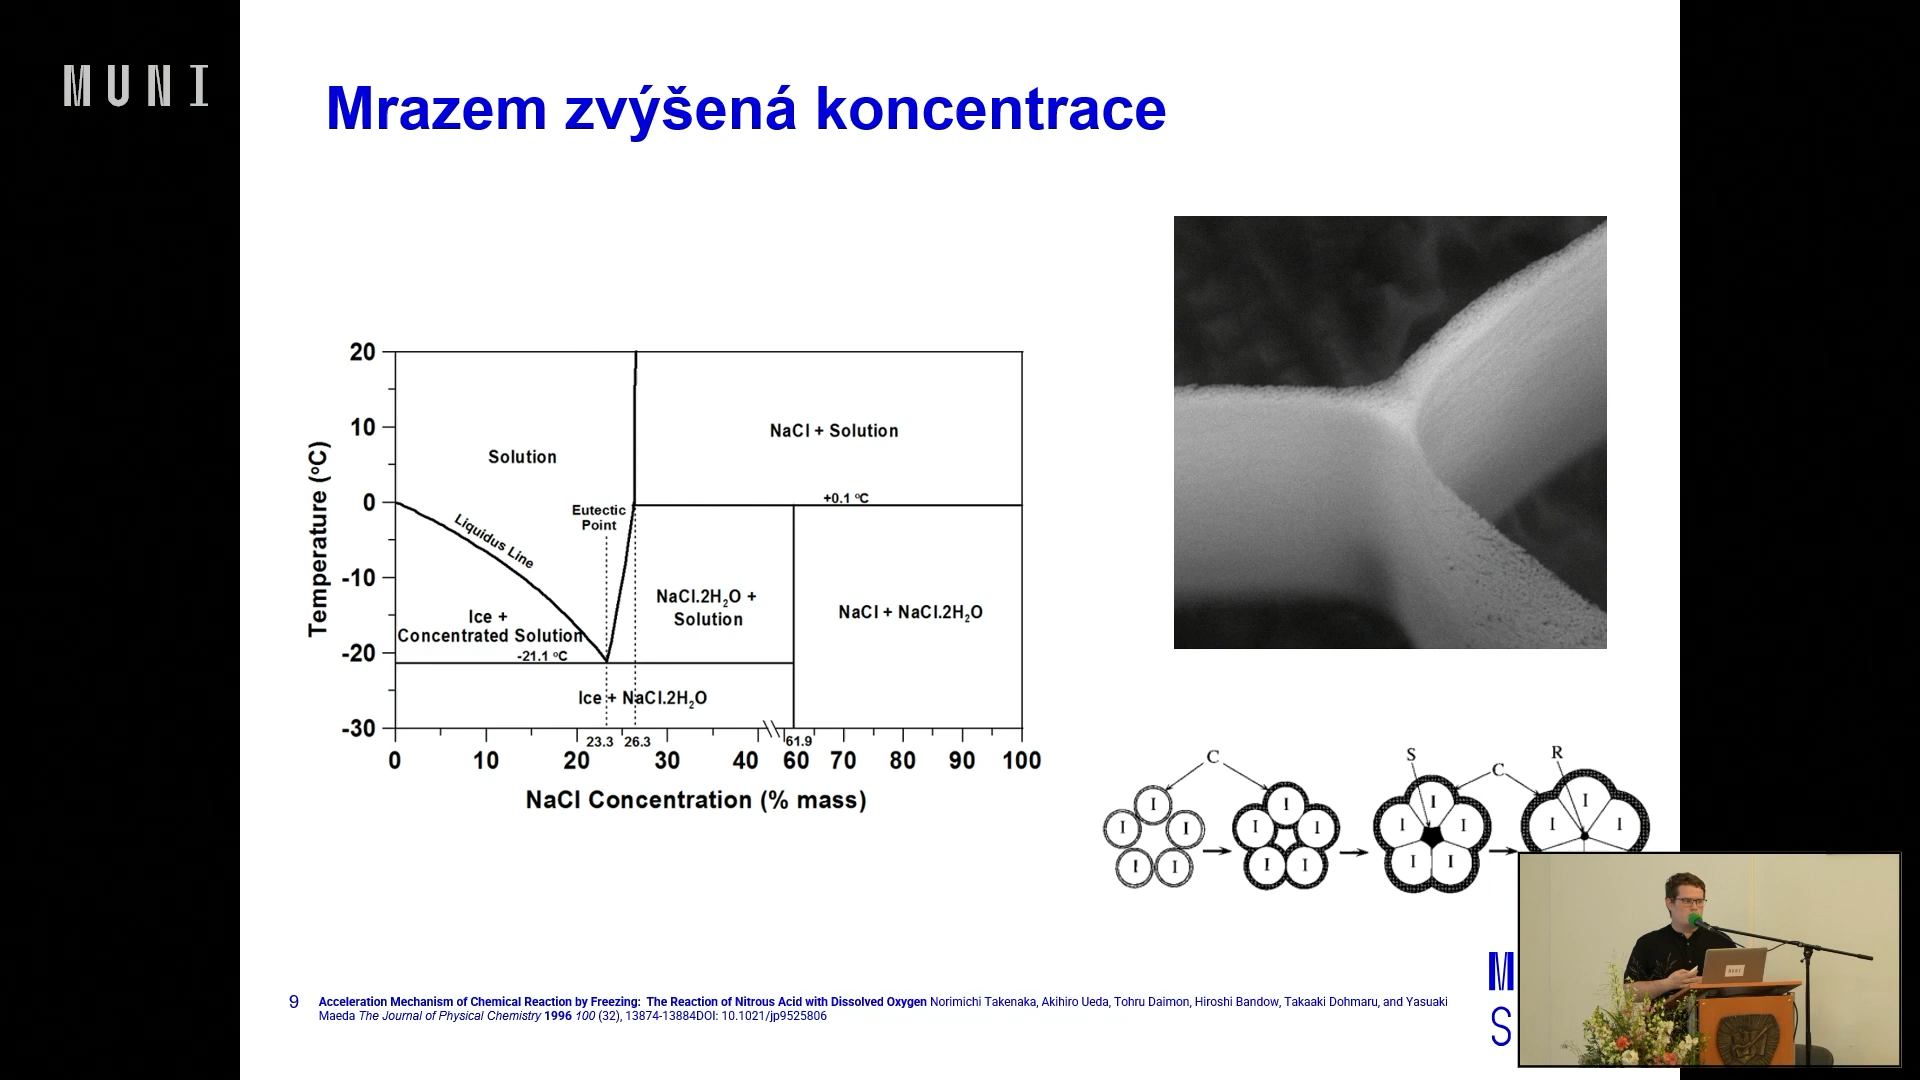 MUNI
Mrazem zvýšená koncentrace
20
10
0
-10
-20
-30
Temperature (°C)
Solution
NaCl + Solution
+0.1 °C
Eutectic
Point
Liquidus Line
NaCl.2H₂O +
Solution
NaCl + NaCl.2H₂O
Ice +
Concentrated Solution
-21.1 °C
Ice + NaCl.2H₂O
23.3 26.3 61.9
0 10 20 30 40 60 70 80 90 100
NaCl Concentration (% mass)
C S C R
I I I I
I I I I I I I I
I I I I I I
9 Acceleration Mechanism of Chemical Reaction by Freezing: The Reaction of Nitrous Acid with Dissolved Oxygen Norimichi Takenaka, Akihiro Ueda, Tohru Daimon, Hiroshi Bandow, Takaaki Dohmaru, and Yasuaki
Maeda The Journal of Physical Chemistry 1996 100 (32), 13874-13884DOI: 10.1021/jp9525806
M
S
MUNI